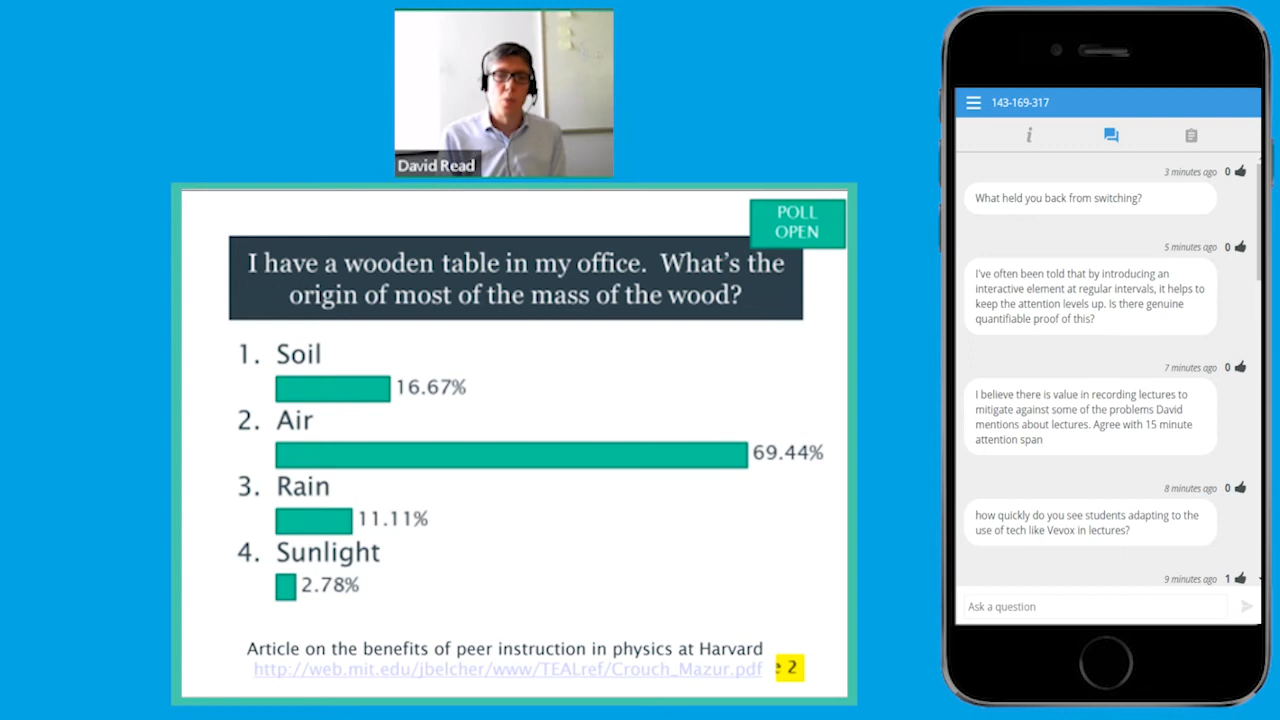 David Read
POLL
OPEN
I have a wooden table in my office. What's the
origin of most of the mass of the wood?
1. Soil
16.67%
2. Air
69.44%
3. Rain
11.11%
4. Sunlight
2.78%
Article on the benefits of peer instruction in physics at Harvard
http://web.mit.edu/jbelcher/www/TEALref/Crouch_Mazur.pdf
2
143-169-317
3 minutes ago 0
What held you back from switching?
5 minutes ago 0
I've often been told that by introducing an
interactive element at regular intervals, it helps to
keep the attention levels up. Is there genuine
quantifiable proof of this?
7 minutes ago 0
I believe there is value in recording lectures to
mitigate against some of the problems David
mentions about lectures. Agree with 15 minute
attention span
8 minutes ago 0
how quickly do you see students adapting to the
use of tech like Vevox in lectures?
9 minutes ago 1
Ask a question